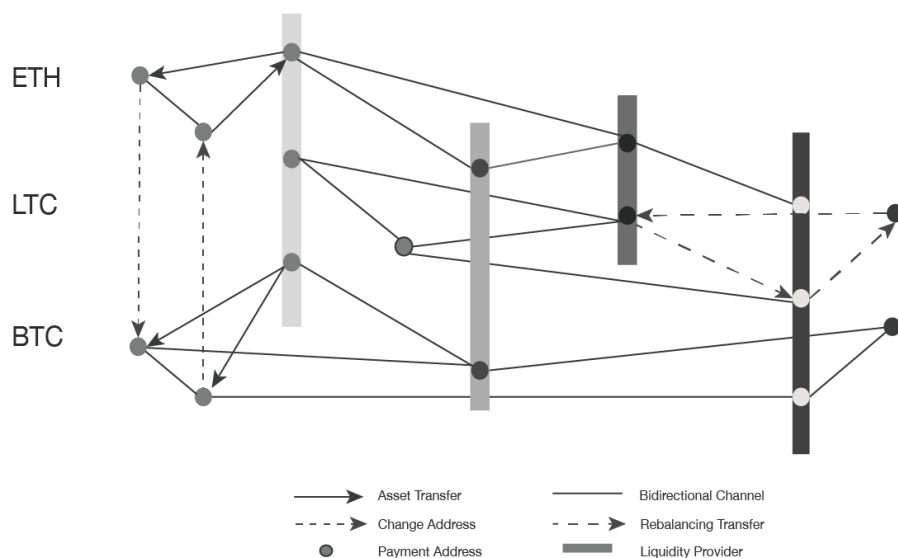 ETH
LTC
BTC
Asset Transfer
Bidirectional Channel
Change Address
Rebalancing Transfer
Payment Address
Liquidity Provider